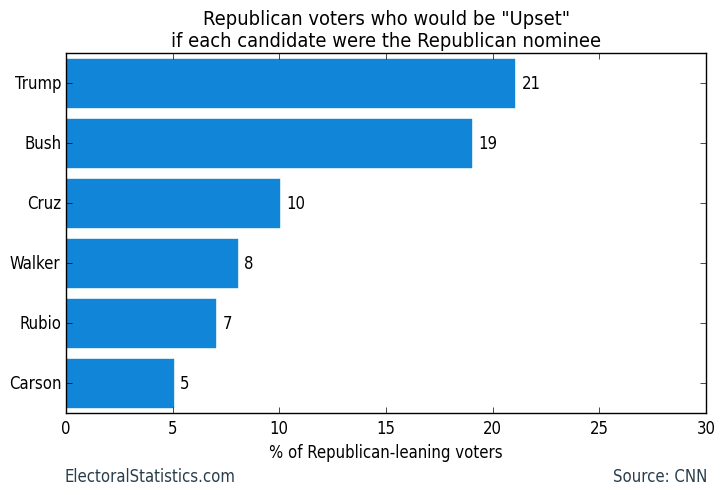 Republican voters who would be "Upset"
if each candidate were the Republican nominee
Trump
21
Bush
19
Cruz
10
Walker
8
Rubio
7
Carson
5
0 5 10 15 20 25 30
% of Republican-leaning voters
ElectoralStatistics.com
Source: CNN